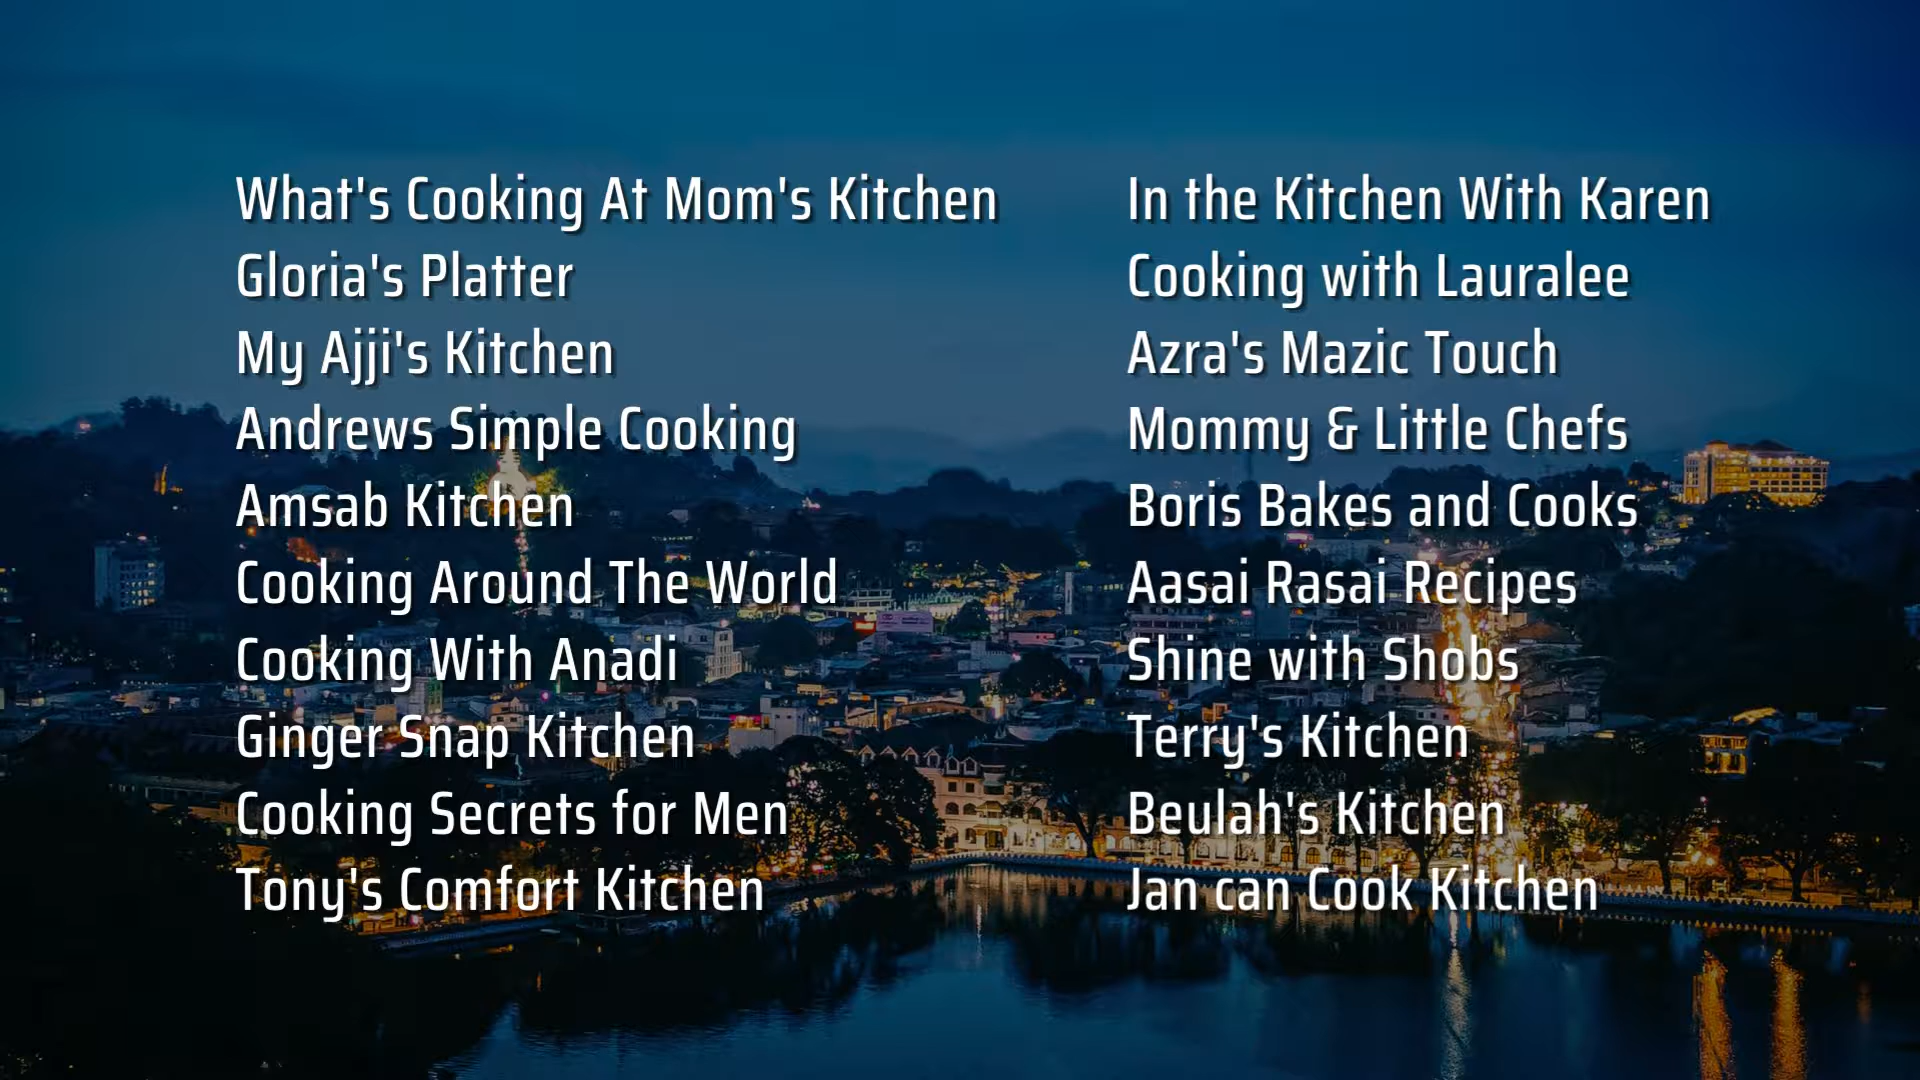 What's Cooking At Mom's Kitchen
Gloria's Platter
My Ajji's Kitchen
Andrews Simple Cooking
Amsab Kitchen
Cooking Around The World
Cooking With Anadi
Ginger Snap Kitchen
Cooking Secrets for Men
Tony's Comfort Kitchen
In the Kitchen With Karen
Cooking with Lauralee
Azra's Mazic Touch
Mommy & Little Chefs
Boris Bakes and Cooks
Aasai Rasai Recipes
Shine with Shobs
Terry's Kitchen
Beulah's Kitchen
Jan can Cook Kitchen